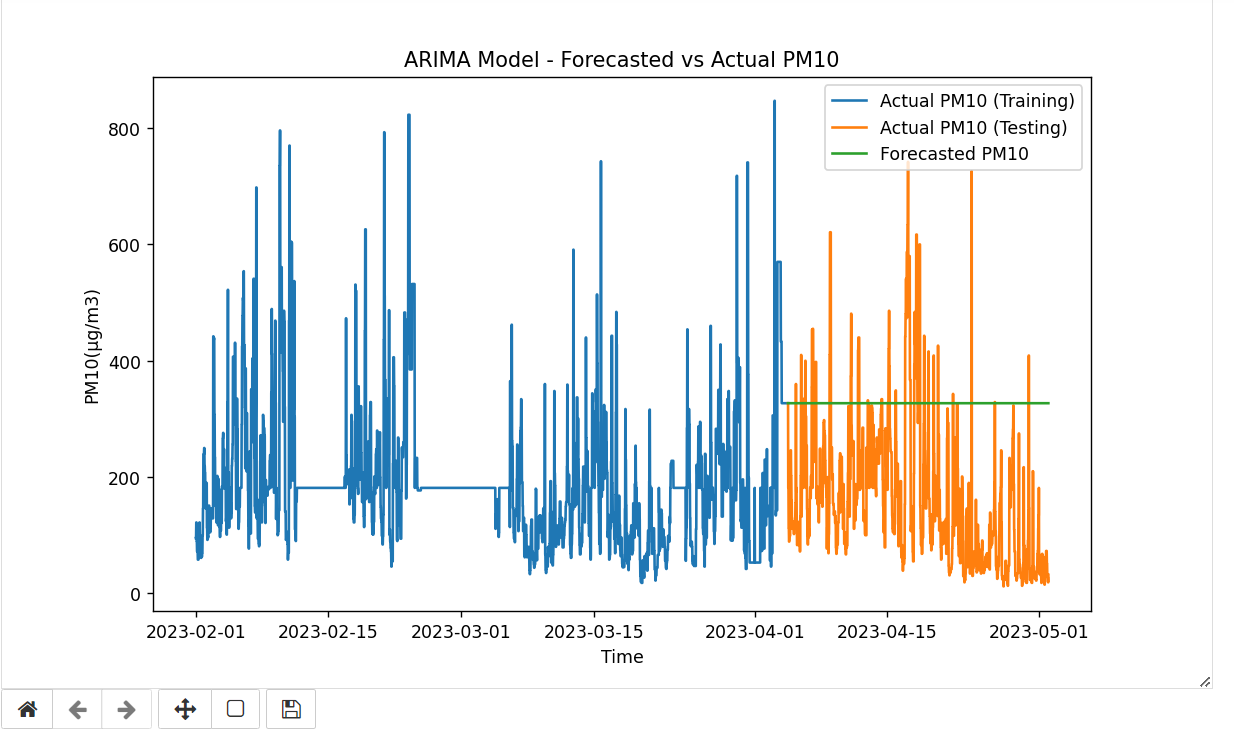 ARIMA Model - Forecasted vs Actual PM10
Actual PM10 (Training)
Actual PM10 (Testing)
Forecasted PM10
800
600
400
200
0
PM10(µg/m3)
2023-02-01 2023-02-15 2023-03-01 2023-03-15 2023-04-01 2023-04-15 2023-05-01
Time